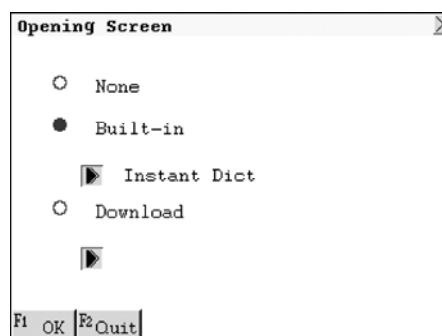 Opening Screen
None
Built-in
Instant Dict
Download
F1 OK F2 Quit